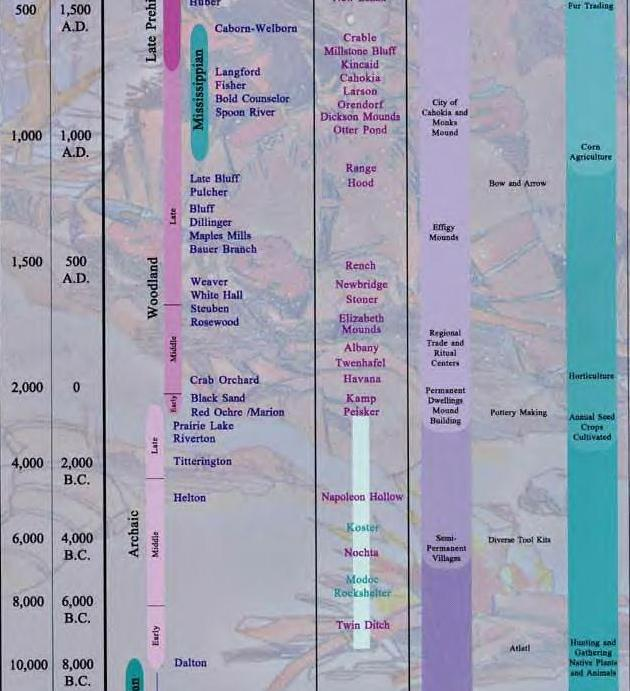 Huber
500
1,500
A.D.
Late Prehi
Fur Trading
Caborn-Welborn
Crable
Millstone Bluff
Kincaid
Cahokia
Larson
Orendorf
Dickson Mounds
Otter Pond
Langford
Fisher
Bold Counselor
Spoon River
Mississippian
City of
Cahokia and
Monks
Mound
1,000
1,000
A.D.
Corn
Agriculture
Range
Hood
Late Bluff
Pulcher
Bow and Arrow
Bluff
Dillinger
Maples Mills
Bauer Branch
Late
Effigy
Mounds
1,500
500
A.D.
Woodland
Rench
Weaver
White Hall
Newbridge
Stoner
Steuben
Rosewood
Elizabeth
Mounds
Middle
Albany
Twenhafel
Regional
Trade and
Ritual
Centers
Crab Orchard
Havana
Horticulture
2,000
0
Early
Black Sand
Red Ochre /Marion
Kamp
Peisker
Permanent
Dwellings
Mound
Building
Pottery Making
Annual Seed
Crops
Cultivated
Prairie Lake
Riverton
Late
4,000
2,000
B.C.
Titterington
Helton
Napoleon Hollow
Archaic
Middle
Koster
6,000
4,000
B.C.
Nochta
Semi-
Permanent
Villages
Diverse Tool Kits
Modoc
Rockshelter
8,000
6,000
B.C.
Early
Twin Ditch
Atlatl
Hunting and
Gathering
Native Plants
and Animals
10,000
8,000
B.C.
Dalton